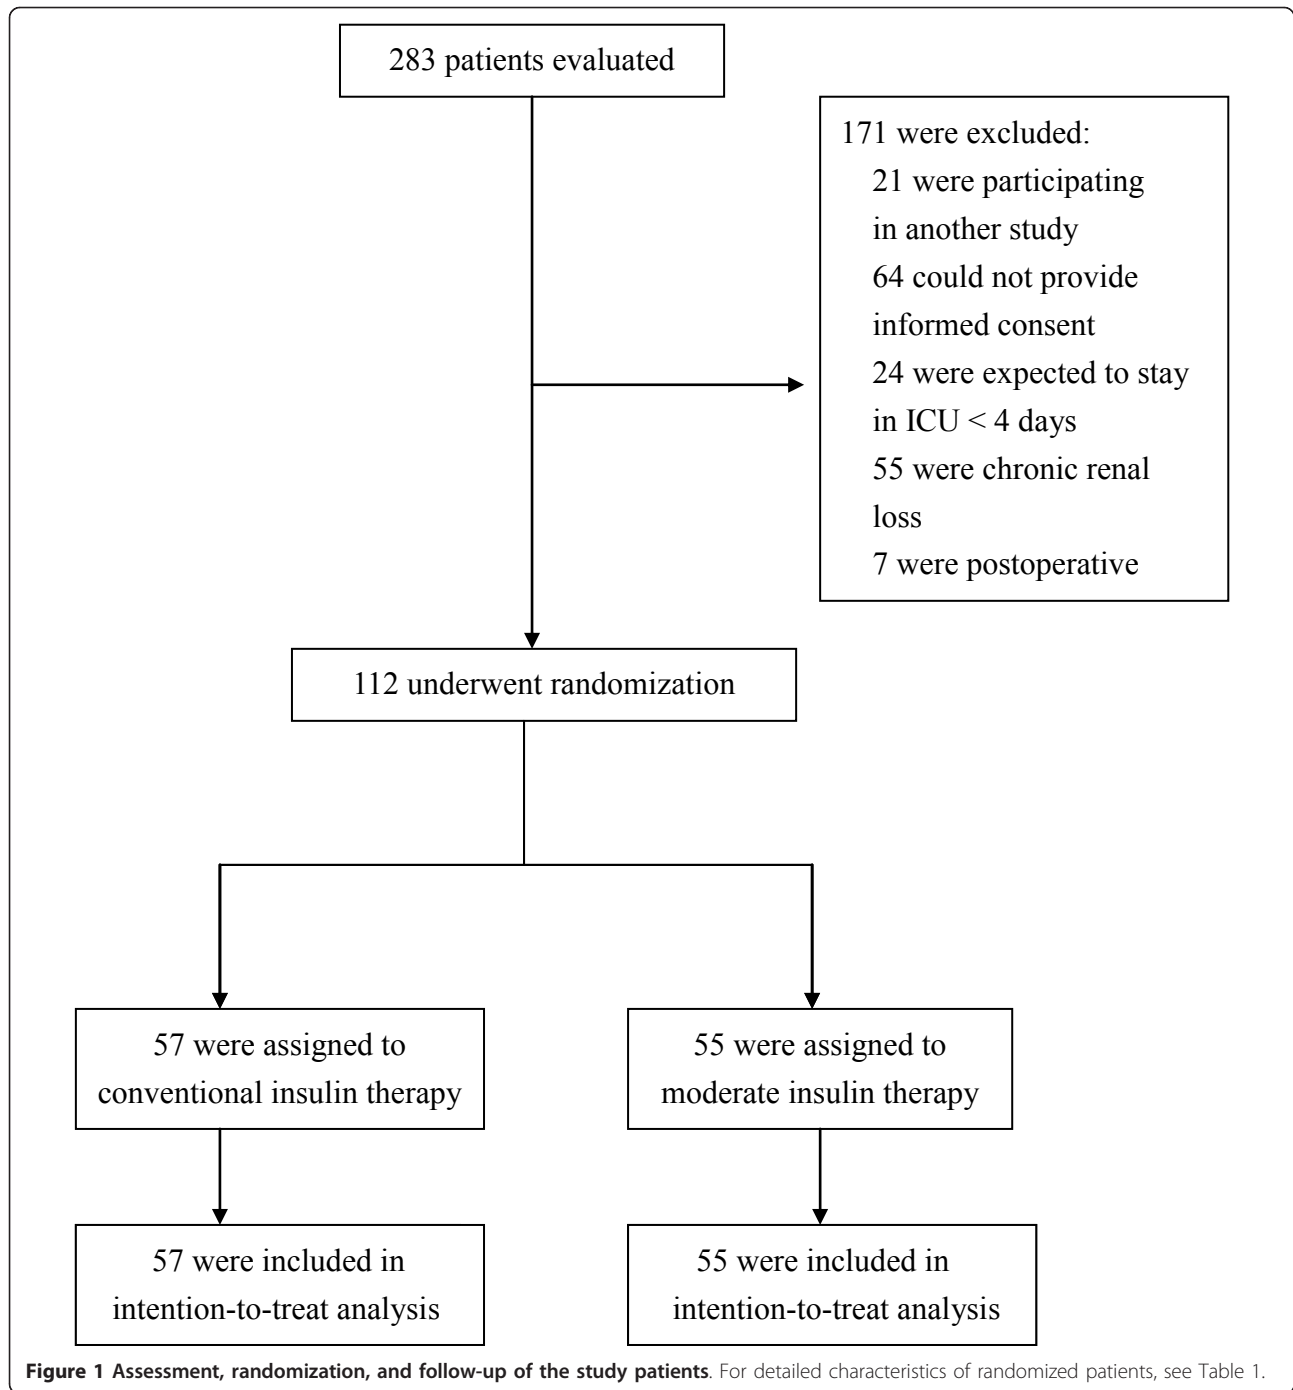 283 patients evaluated
171 were excluded:
21 were participating
in another study
64 could not provide
informed consent
24 were expected to stay
in ICU < 4 days
55 were chronic renal
loss
7 were postoperative
112 underwent randomization
57 were assigned to
conventional insulin therapy
55 were assigned to
moderate insulin therapy
57 were included in
intention-to-treat analysis
55 were included in
intention-to-treat analysis
Figure 1 Assessment, randomization, and follow-up of the study patients. For detailed characteristics of randomized patients, see Table 1.